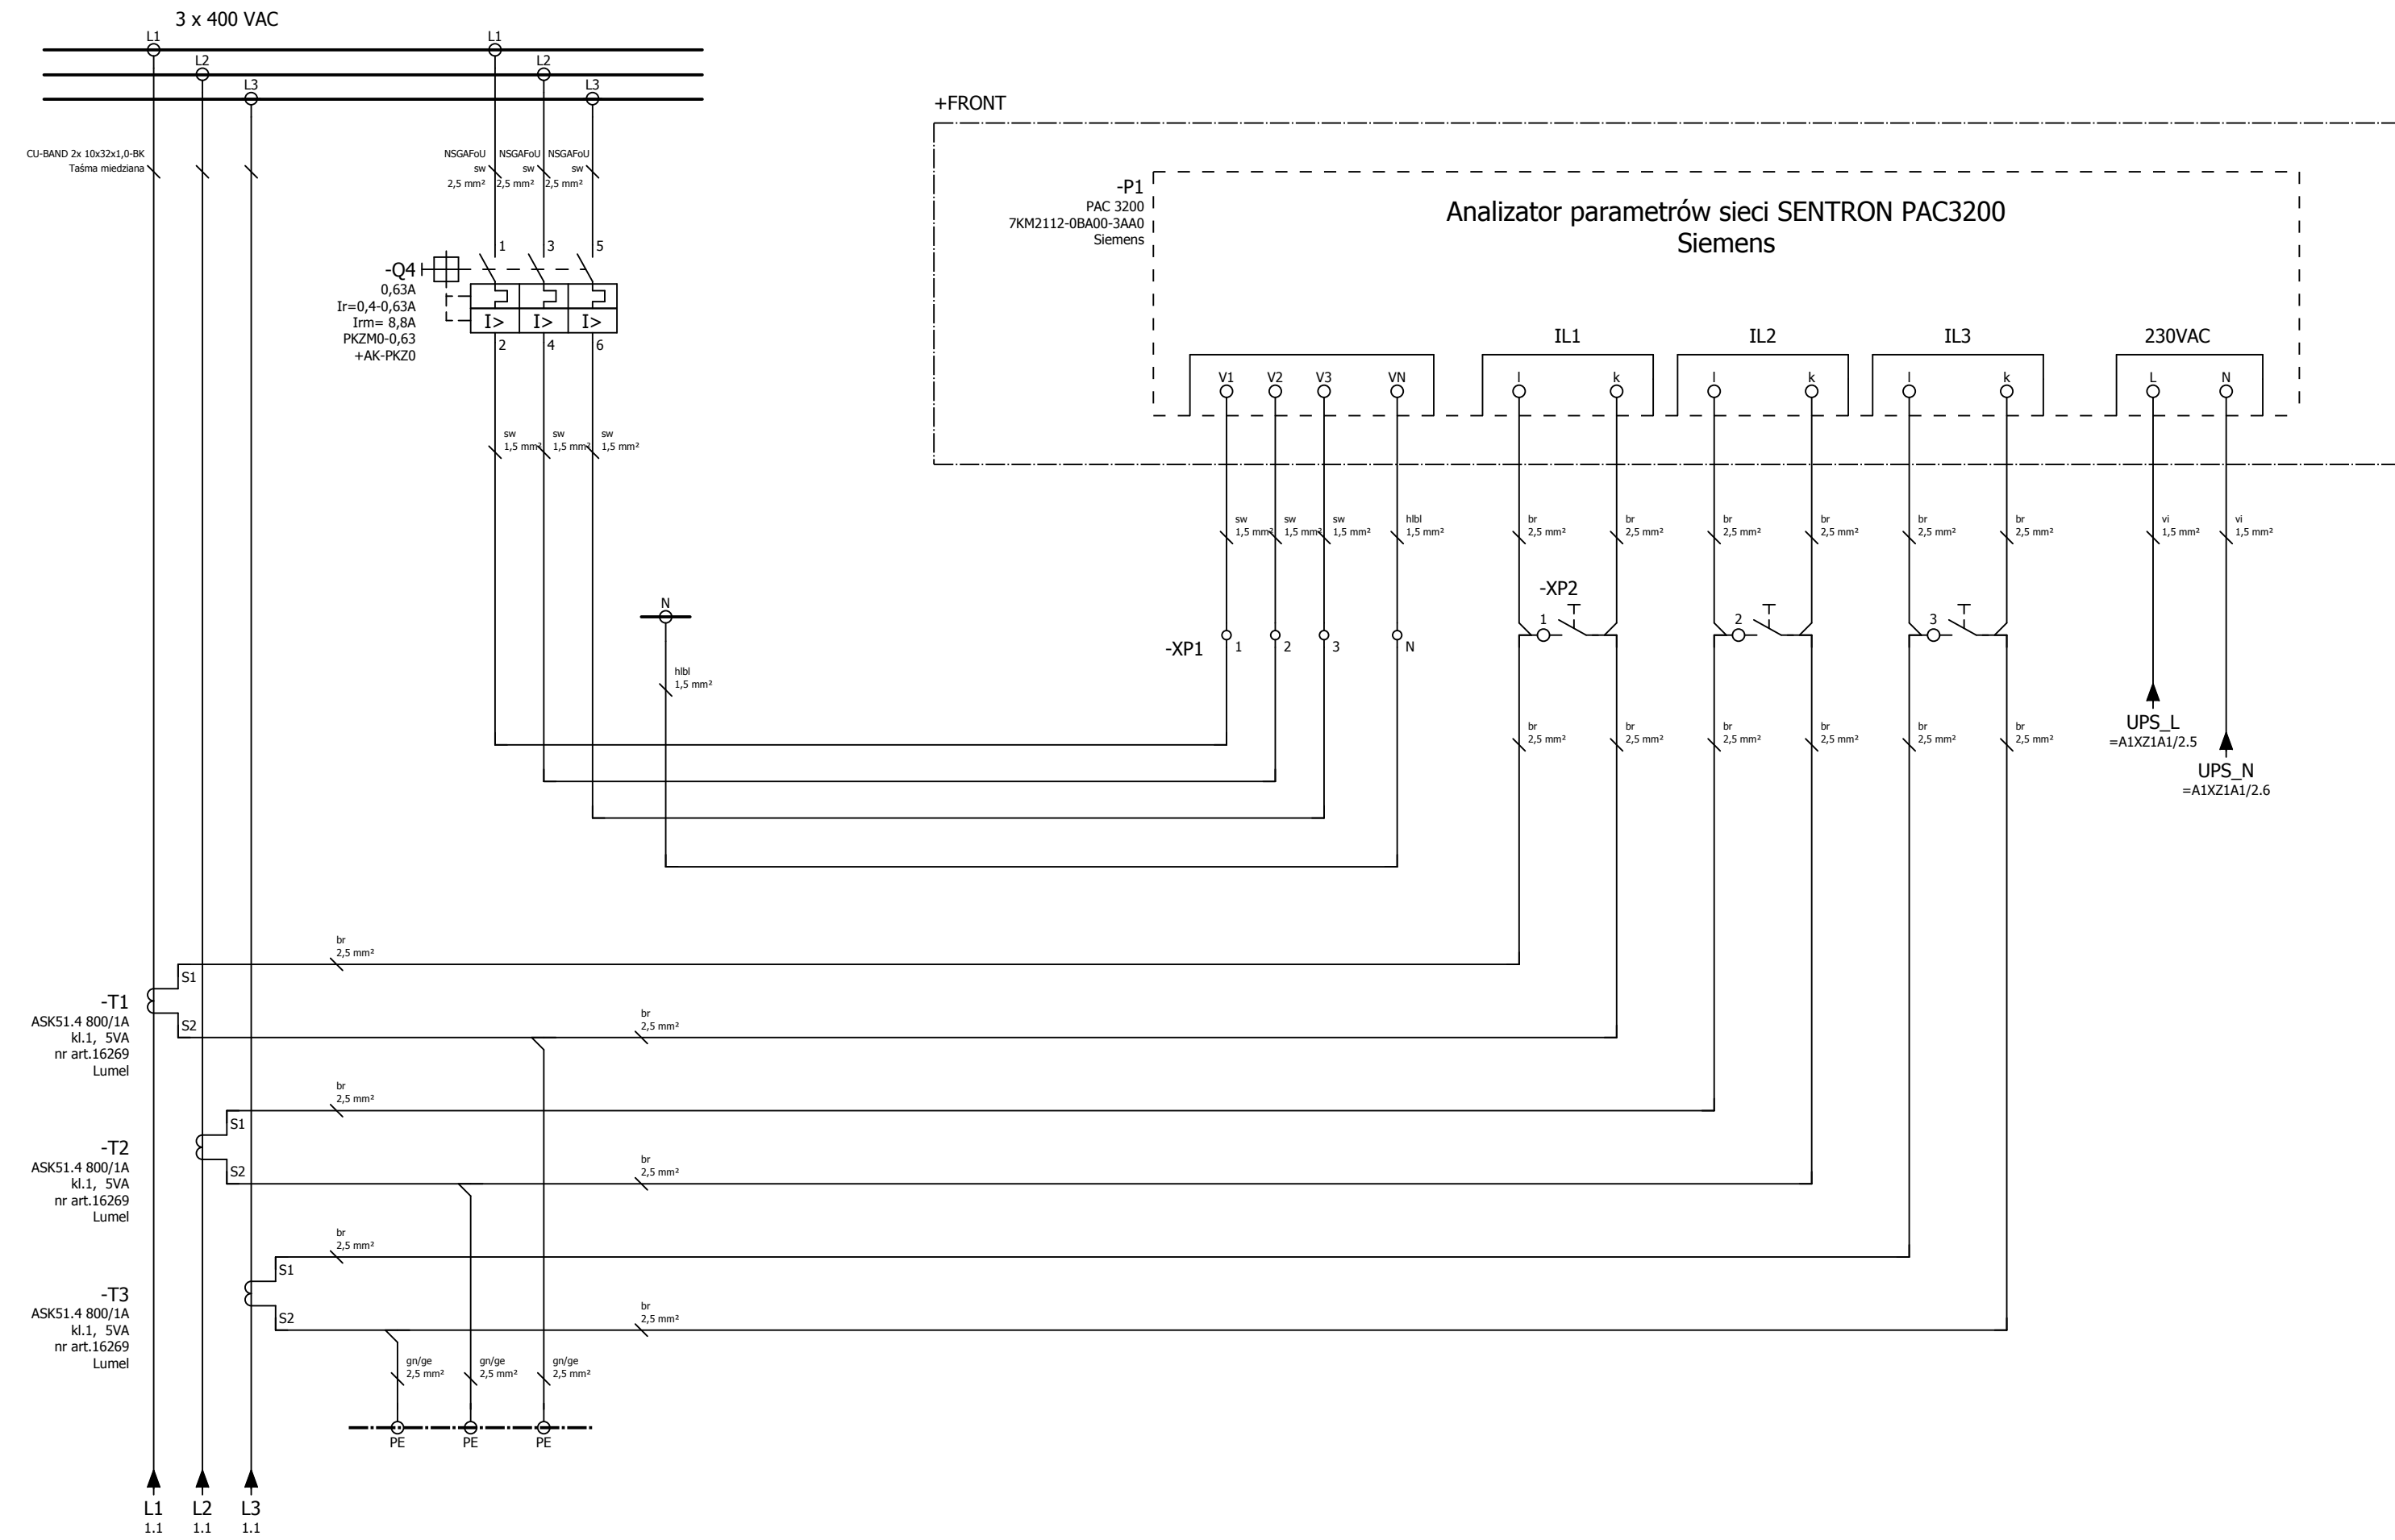 3 x 400 VAC
L1
L2
L3
L1
L2
L3
CU-BAND 2x 10x32x1,0-BK
Taśma miedziana
NSGAFoU
sw
2,5 mm²
NSGAFoU
sw
2,5 mm²
NSGAFoU
sw
2,5 mm²
1
3
5
-Q4
0,63A
Ir=0,4-0,63A
Irm= 8,8A
PKZM0-0,63
+AK-PKZ0
I>
I>
I>
2
4
6
sw
1,5 mm²
sw
1,5 mm²
sw
1,5 mm²
+FRONT
-P1
PAC 3200
7KM2112-0BA00-3AA0
Siemens
Analizator parametrów sieci SENTRON PAC3200
Siemens
IL1
IL2
IL3
230VAC
V1
V2
V3
VN
l
k
l
k
l
k
L
N
sw
1,5 mm²
sw
1,5 mm²
sw
1,5 mm²
hlbl
1,5 mm²
br
2,5 mm²
br
2,5 mm²
br
2,5 mm²
br
2,5 mm²
br
2,5 mm²
br
2,5 mm²
vi
1,5 mm²
vi
1,5 mm²
N
hlbl
1,5 mm²
-XP1
1
2
3
N
-XP2
1
2
3
br
2,5 mm²
br
2,5 mm²
br
2,5 mm²
br
2,5 mm²
br
2,5 mm²
br
2,5 mm²
UPS_L
=A1XZ1A1/2.5
UPS_N
=A1XZ1A1/2.6
br
2,5 mm²
S1
-T1
ASK51.4 800/1A
kl.1, 5VA
nr art.16269
Lumel
S2
br
2,5 mm²
br
2,5 mm²
S1
-T2
ASK51.4 800/1A
kl.1, 5VA
nr art.16269
Lumel
S2
br
2,5 mm²
br
2,5 mm²
S1
-T3
ASK51.4 800/1A
kl.1, 5VA
nr art.16269
Lumel
S2
br
2,5 mm²
gn/ge
2,5 mm²
gn/ge
2,5 mm²
gn/ge
2,5 mm²
PE
PE
PE
L1
1.1
L2
1.1
L3
1.1